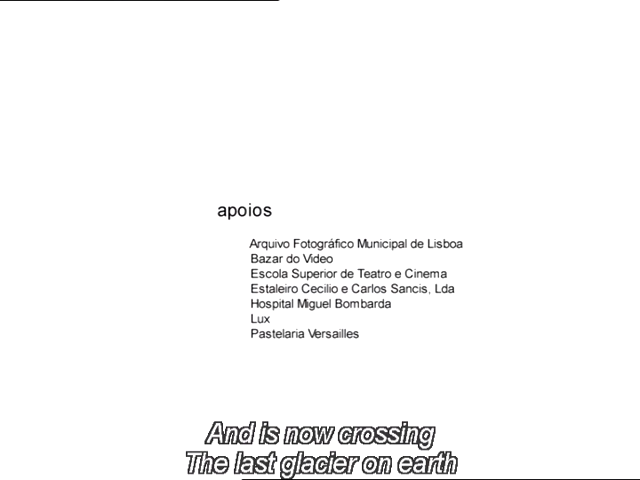 apoios
Arquivo Fotográfico Municipal de Lisboa
Bazar do Video
Escola Superior de Teatro e Cinema
Estaleiro Cecilio e Carlos Sancis, Lda
Hospital Miguel Bombarda
Lux
Pastelaria Versailles
And is now crossing
The last glacier on earth